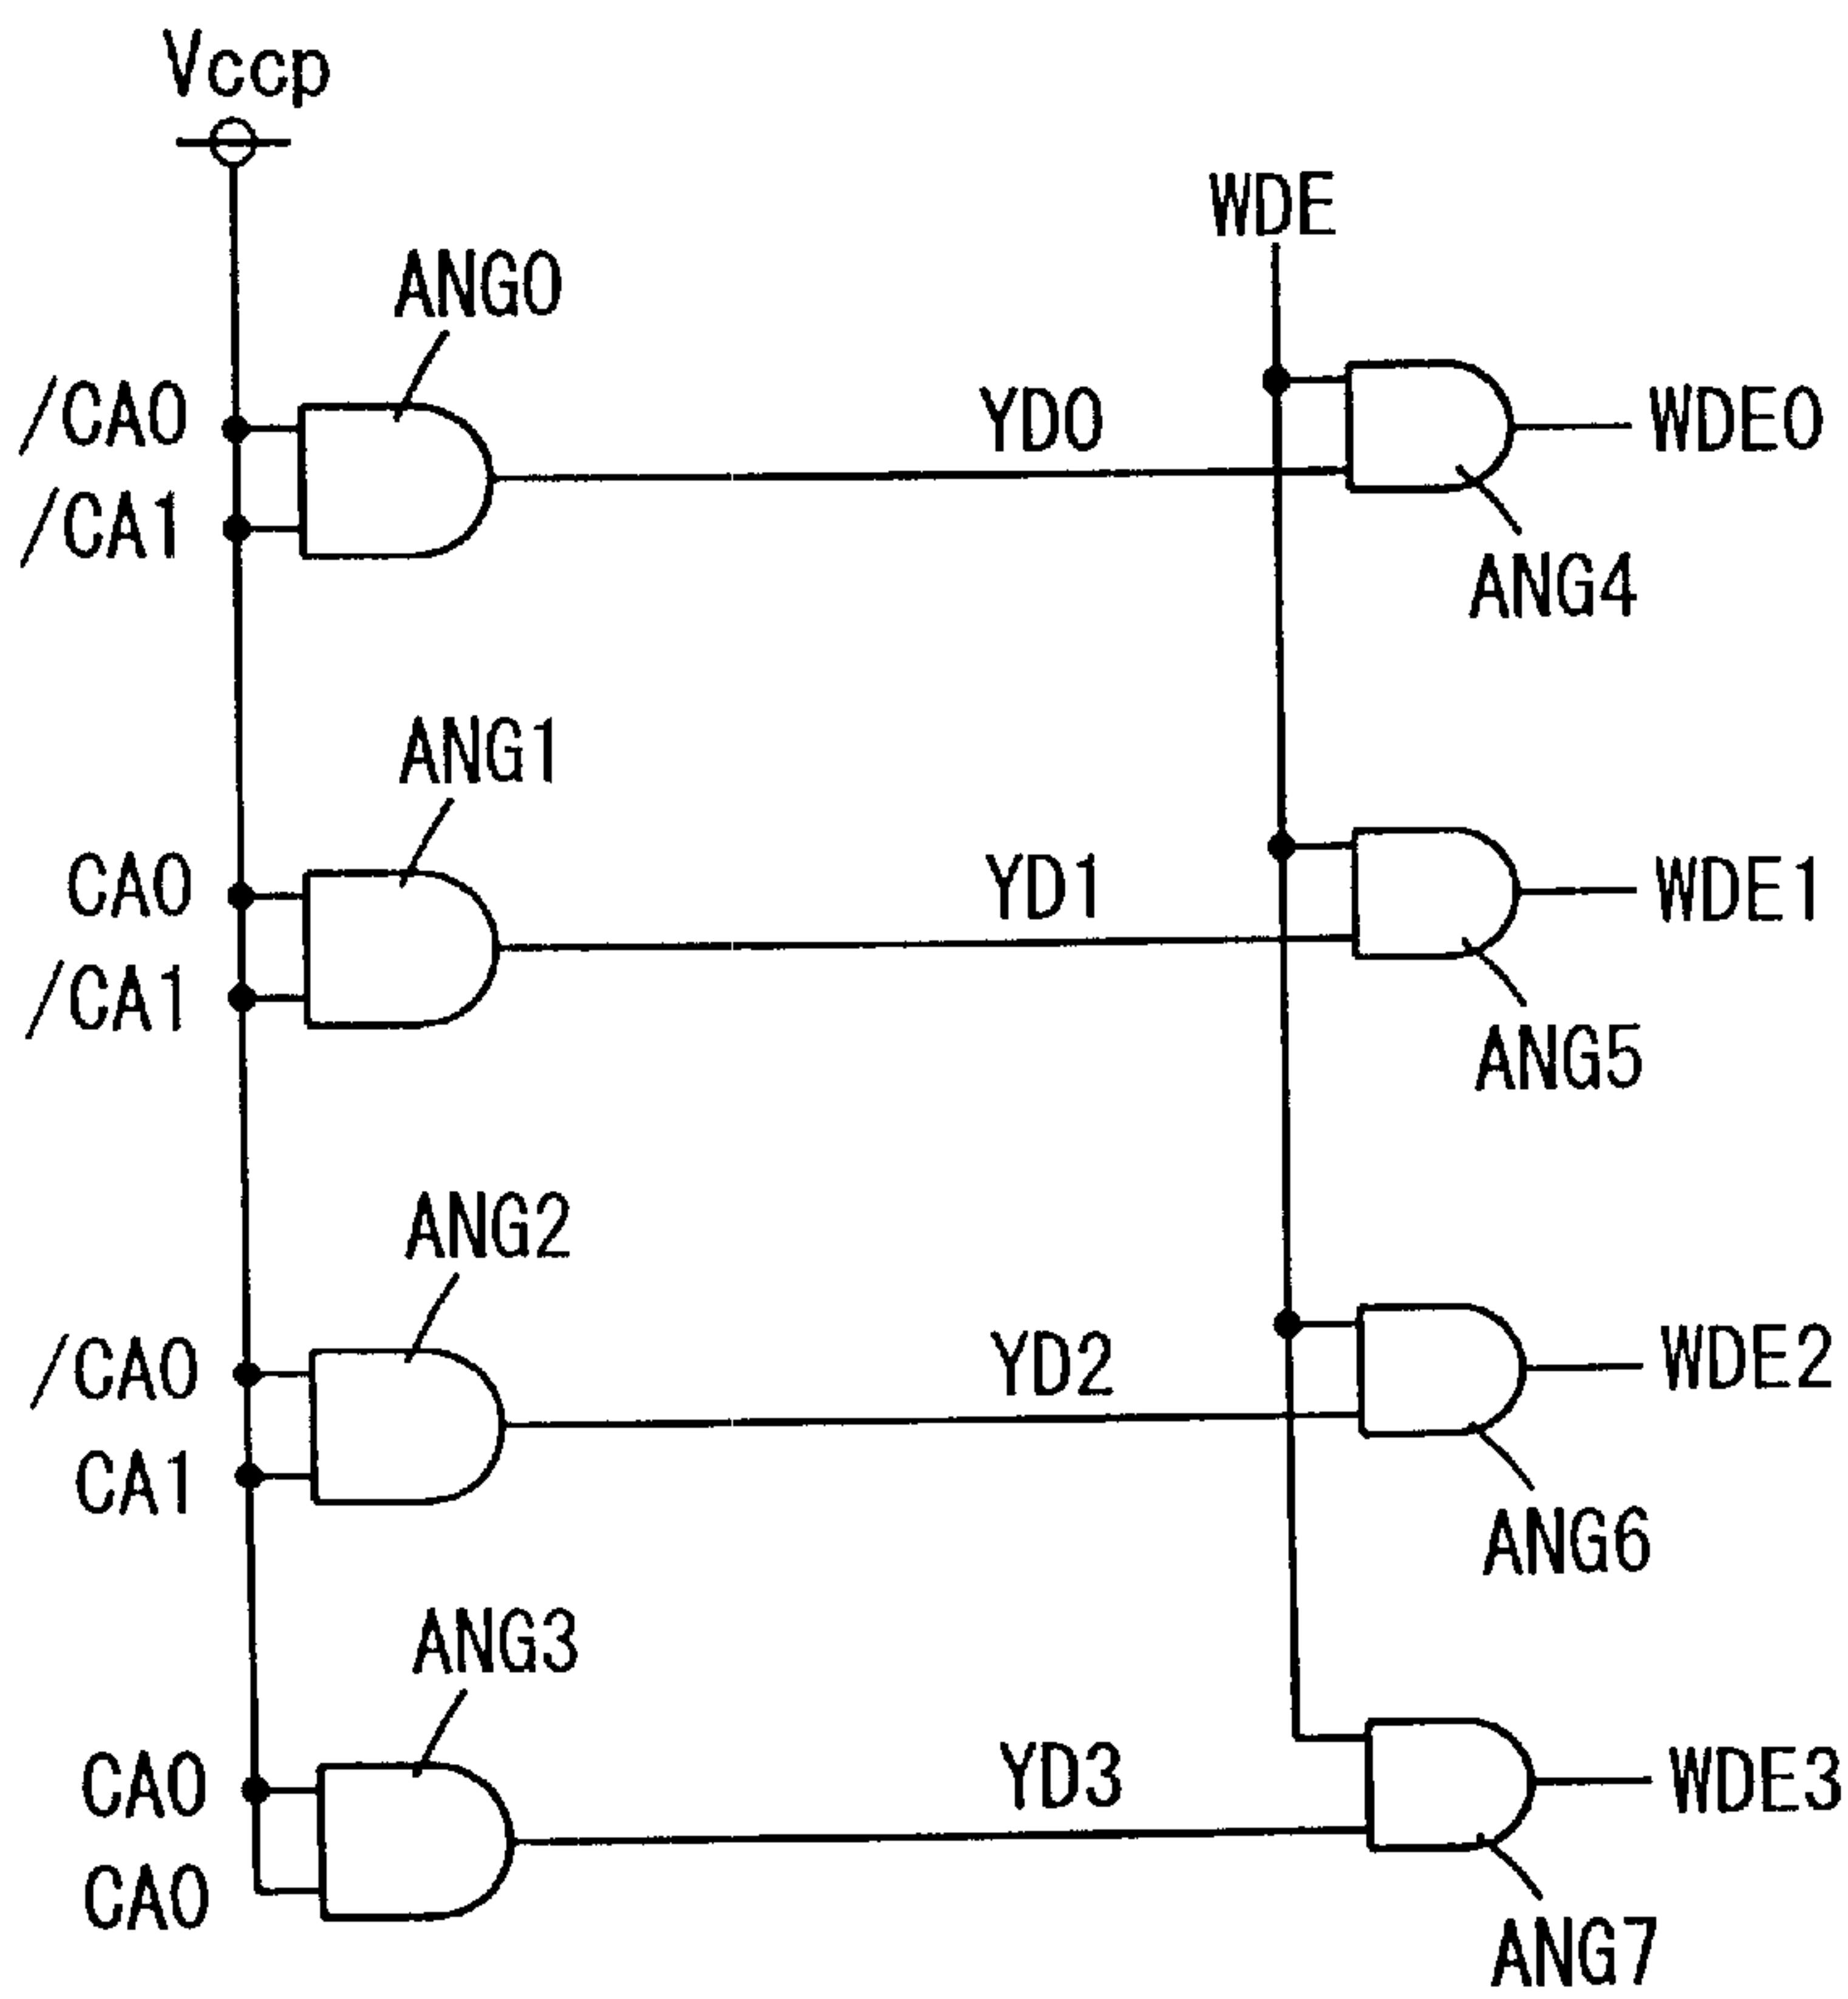 Vccp
WDE
ANG0
/CA0
YD0
WDE0
/CA1
ANG4
ANG1
CA0
YD1
WDE1
/CA1
ANG5
ANG2
/CA0
YD2
WDE2
CA1
ANG6
ANG3
CA0
YD3
WDE3
CA0
ANG7